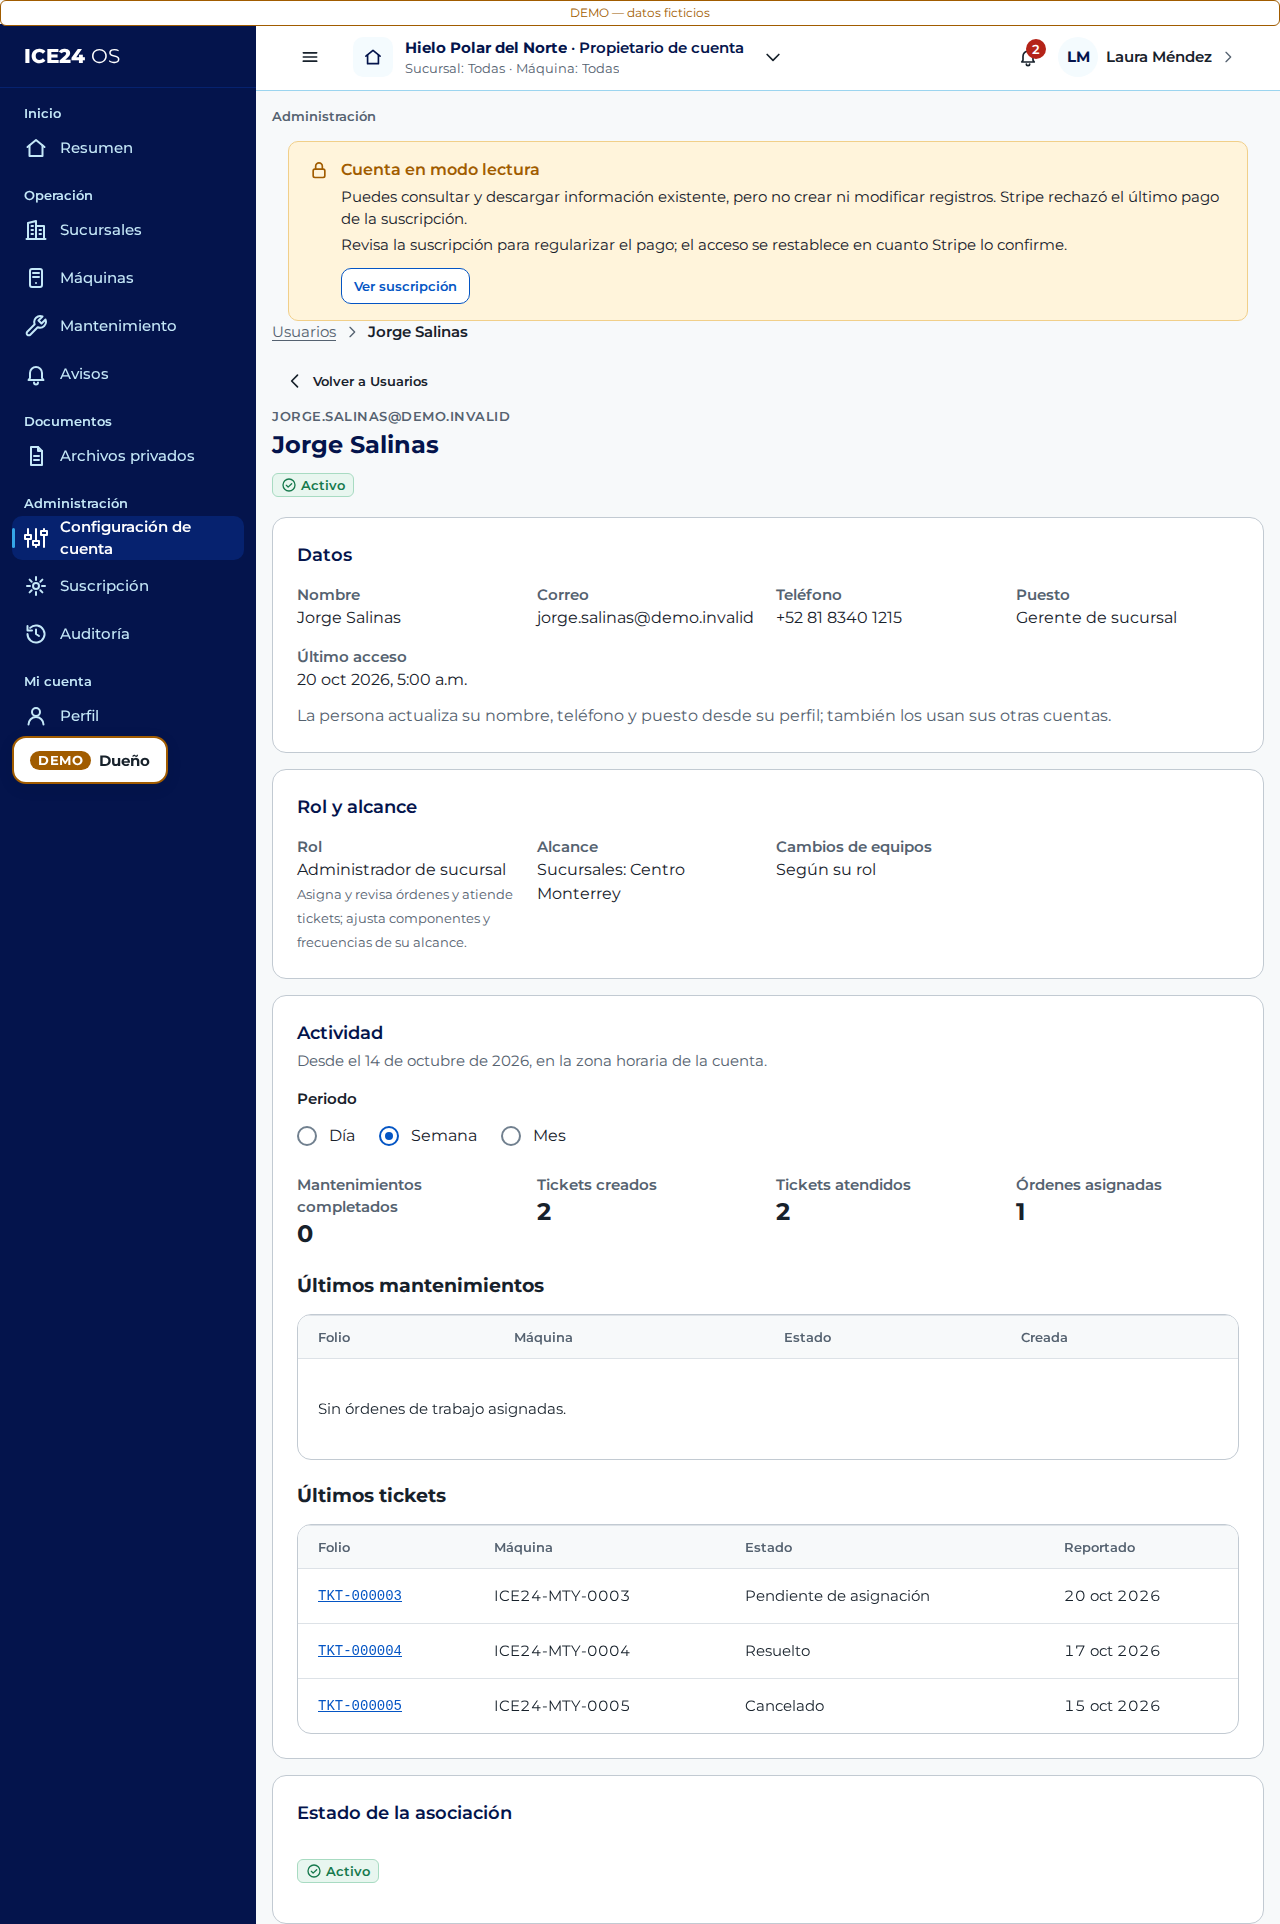 DEMO — datos ficticios
ICE24 OS
Inicio
Resumen
Operación
Sucursales
Máquinas
Mantenimiento
Avisos
Documentos
Archivos privados
Administración
Configuración de
cuenta
Suscripción
Auditoría
Mi cuenta
Perfil
DEMO Dueño
Hielo Polar del Norte · Propietario de cuenta
Sucursal: Todas · Máquina: Todas
2
LM
Laura Méndez
Administración
Cuenta en modo lectura
Puedes consultar y descargar información existente, pero no crear ni modificar registros. Stripe rechazó el último pago
de la suscripción.
Revisa la suscripción para regularizar el pago; el acceso se restablece en cuanto Stripe lo confirme.
Ver suscripción
Usuarios Jorge Salinas
Volver a Usuarios
JORGE.SALINAS@DEMO.INVALID
Jorge Salinas
Activo
Datos
Nombre Correo Teléfono Puesto
Jorge Salinas jorge.salinas@demo.invalid +52 81 8340 1215 Gerente de sucursal
Último acceso
20 oct 2026, 5:00 a.m.
La persona actualiza su nombre, teléfono y puesto desde su perfil; también los usan sus otras cuentas.
Rol y alcance
Rol
Administrador de sucursal
Asigna y revisa órdenes y atiende
tickets; ajusta componentes y
frecuencias de su alcance.
Alcance
Sucursales: Centro
Monterrey
Cambios de equipos
Según su rol
Actividad
Desde el 14 de octubre de 2026, en la zona horaria de la cuenta.
Periodo
Día Semana Mes
Mantenimientos
completados
0
Tickets creados
2
Tickets atendidos
2
Órdenes asignadas
1
Últimos mantenimientos
Folio Máquina Estado Creada
Sin órdenes de trabajo asignadas.
Últimos tickets
Folio Máquina Estado Reportado
TKT-000003 ICE24-MTY-0003 Pendiente de asignación 20 oct 2026
TKT-000004 ICE24-MTY-0004 Resuelto 17 oct 2026
TKT-000005 ICE24-MTY-0005 Cancelado 15 oct 2026
Estado de la asociación
Activo